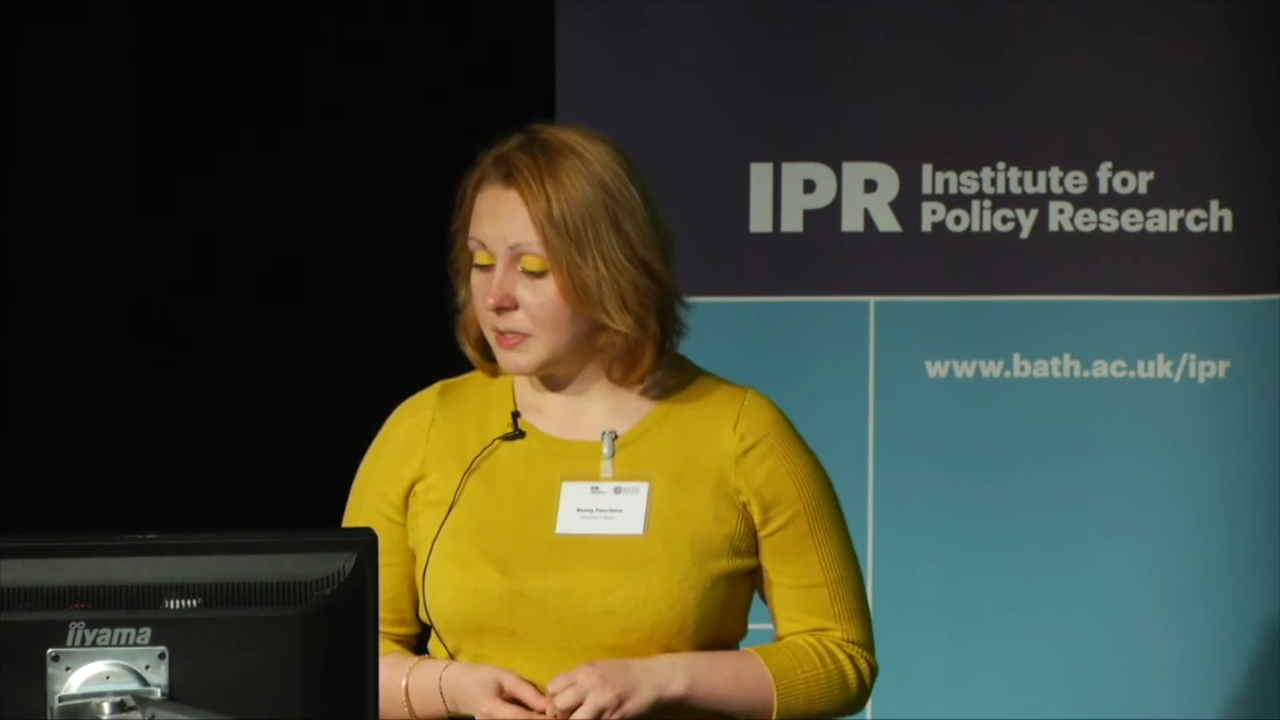 IPR Institute for
Policy Research
www.bath.ac.uk/ipr
iiyama